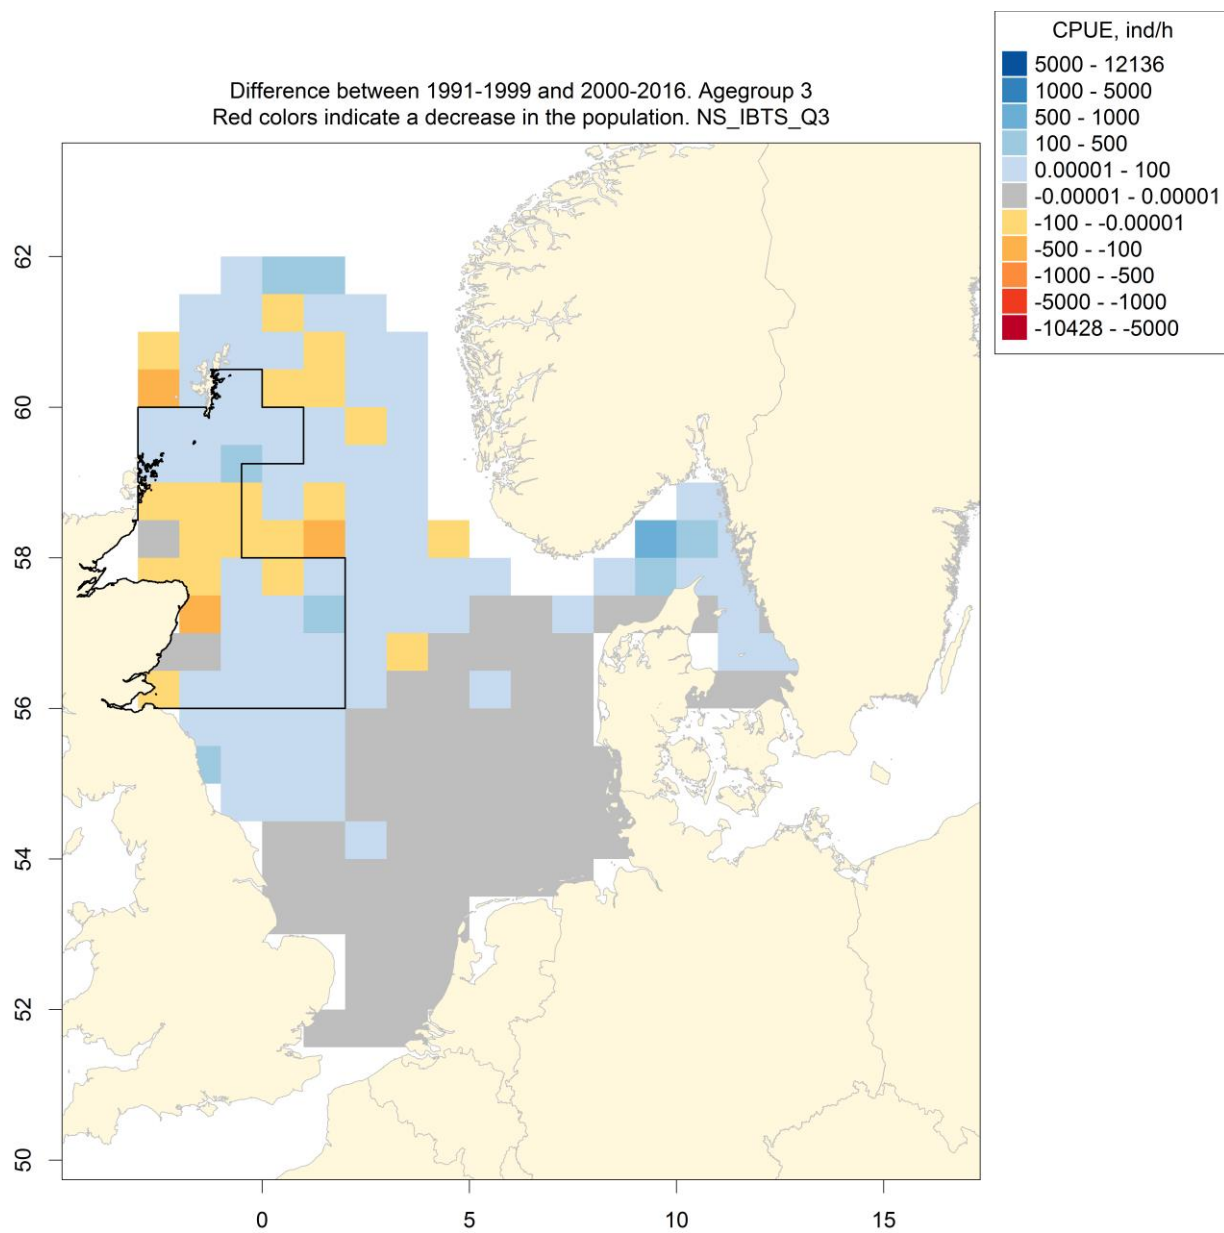 CPUE, ind/h
5000 - 12136
1000 - 5000
500 - 1000
100 - 500
0.00001 - 100
-0.00001 - 0.00001
-100 - -0.00001
-500 - -100
-1000 - -500
-5000 - -1000
-10428 - -5000
Difference between 1991-1999 and 2000-2016. Agegroup 3
Red colors indicate a decrease in the population. NS_IBTS_Q3
62
60
58
56
54
52
50
0 5 10 15